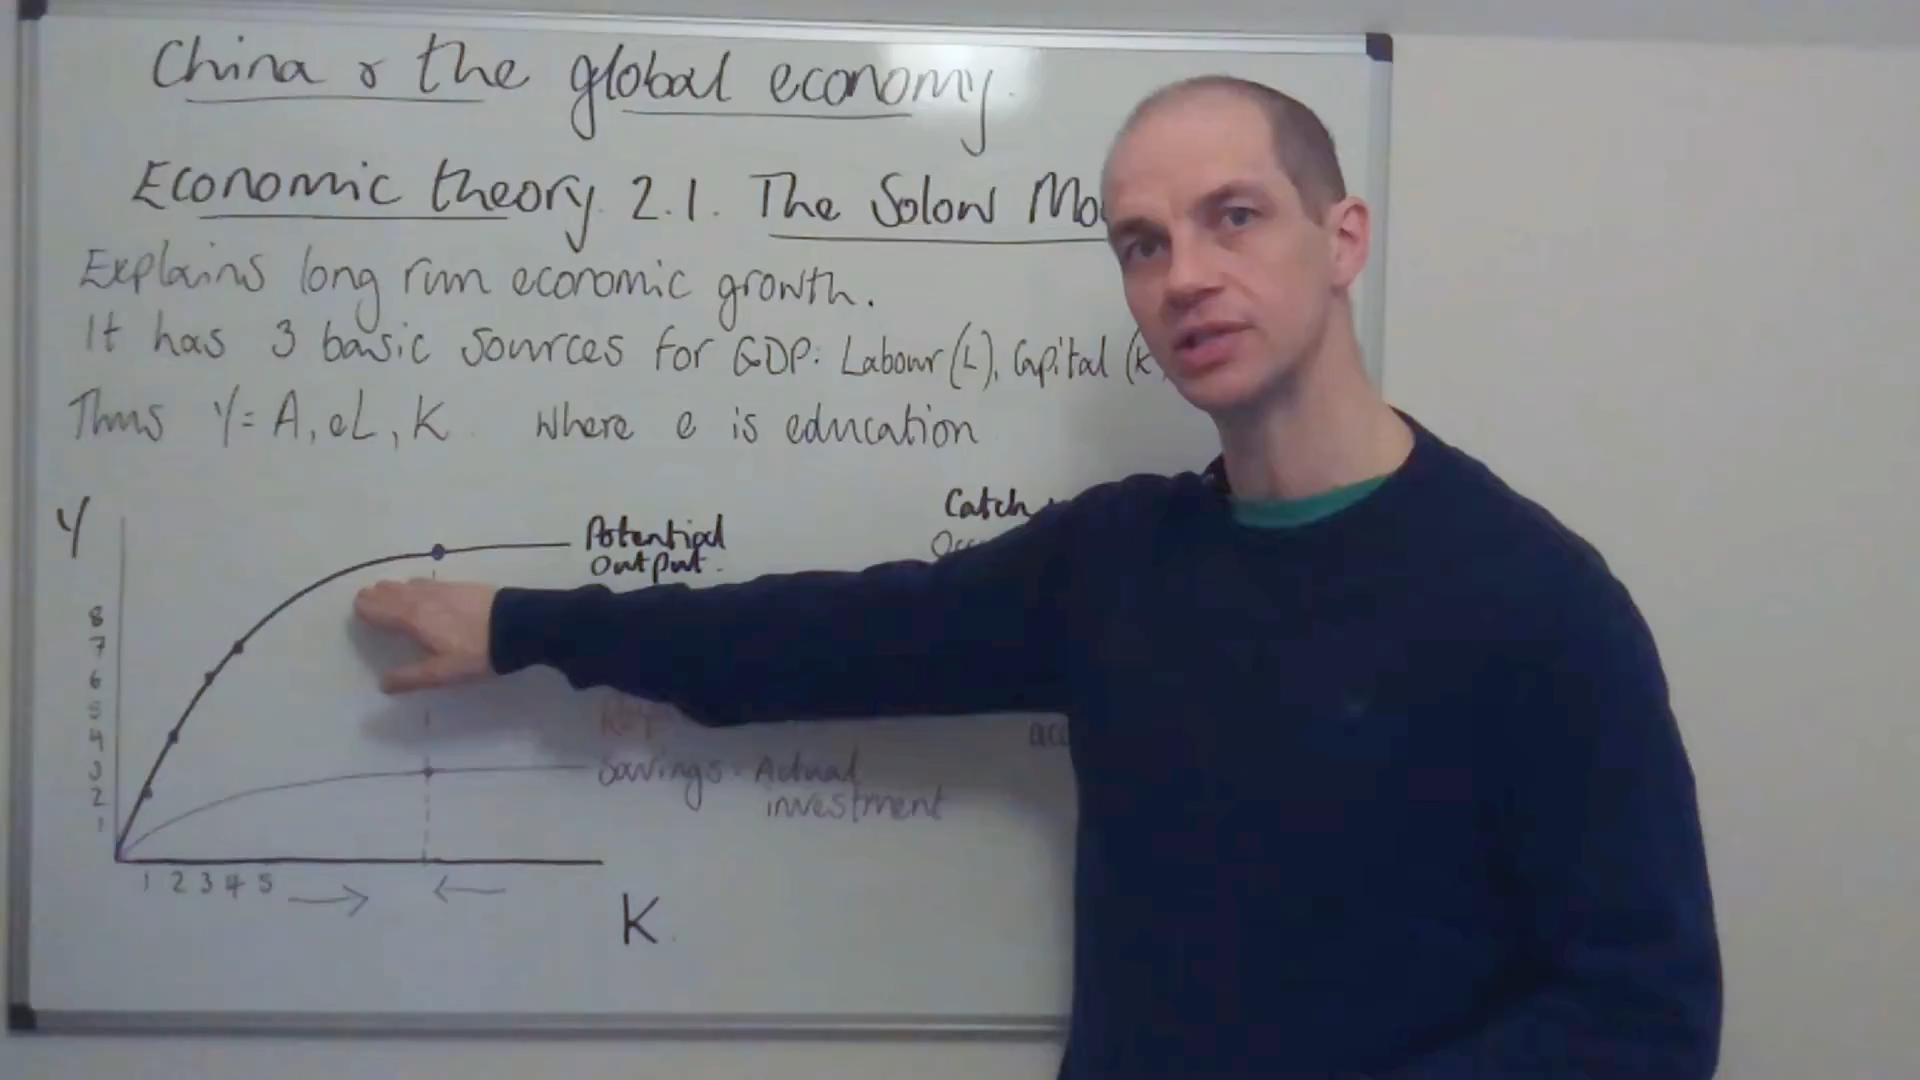 China & the global economy.
Economic theory 2.1. The Solow
Explains long run economic growth.
It has 3 basic sources for GDP: Labour (L), Capital (K
Thus Y = A, eL, K. Where e is education
Y
Catch
Potential
output.
8
7
6
5
4
3
2
1
Savings - Actual
investment
1 2 3 4 5
K